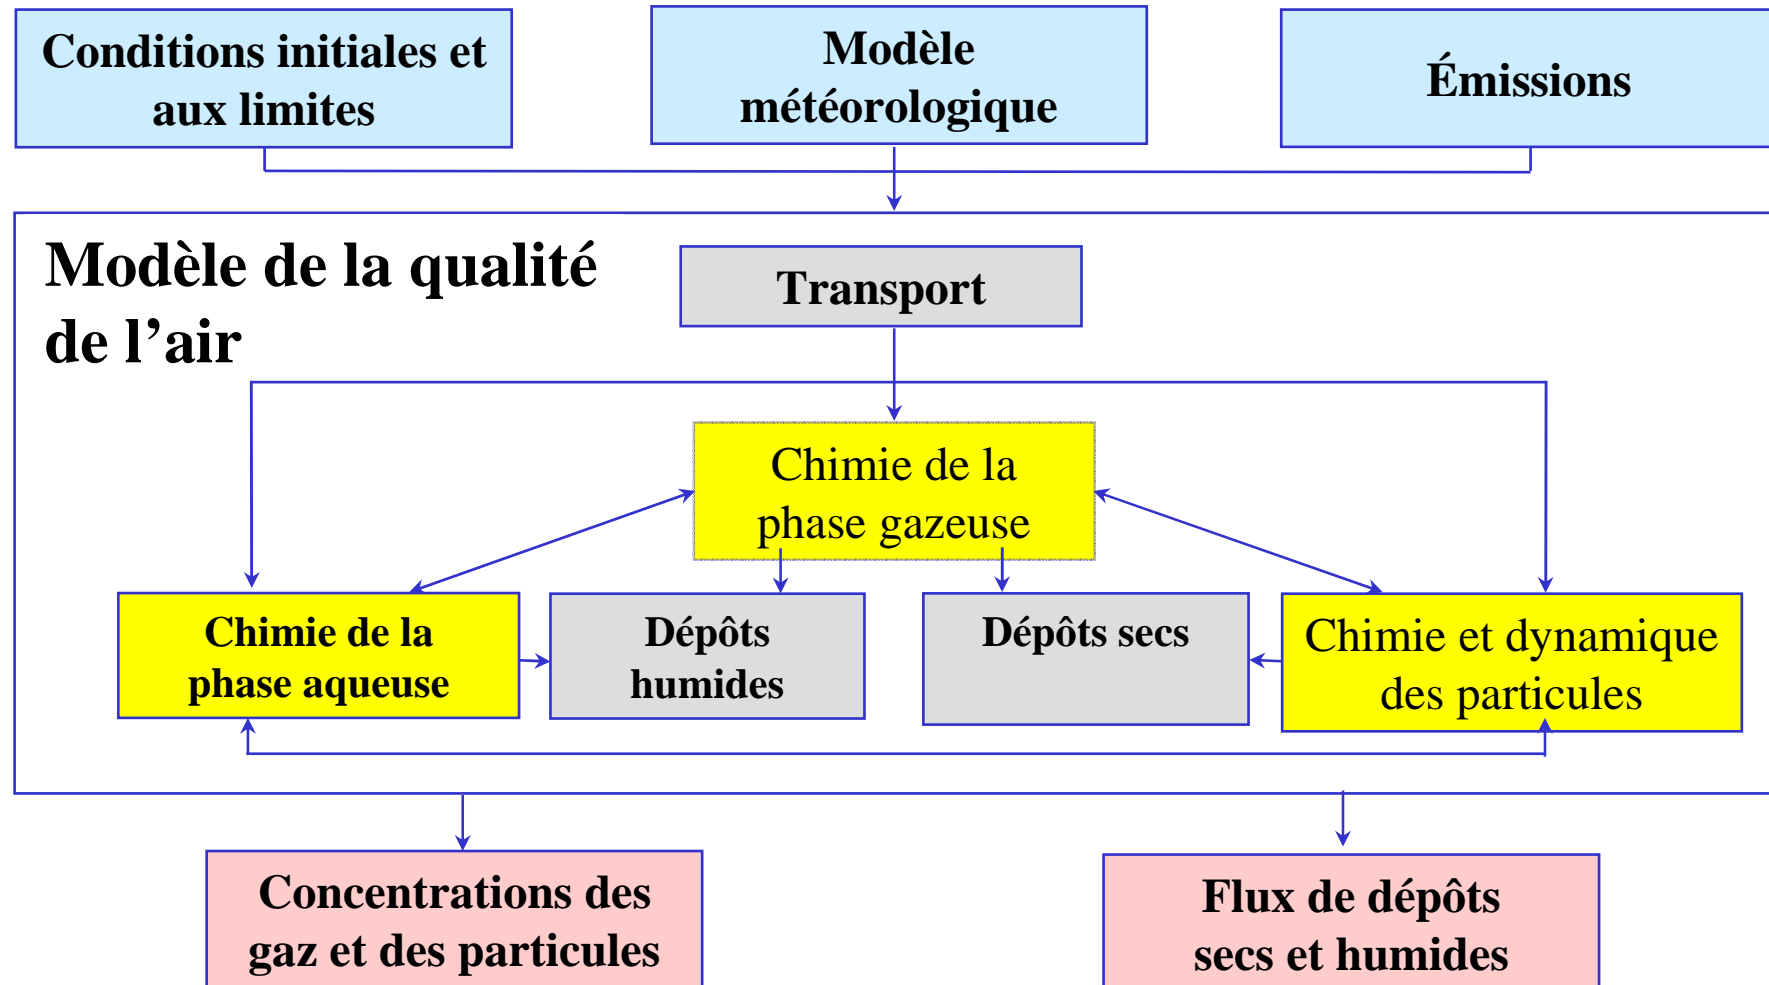 Conditions initiales et
aux limites
Modèle
météorologique
Émissions
Modèle de la qualité
de l’air
Transport
Chimie de la
phase gazeuse
Chimie de la
phase aqueuse
Dépôts
humides
Dépôts secs
Chimie et dynamique
des particules
Concentrations des
gaz et des particules
Flux de dépôts
secs et humides